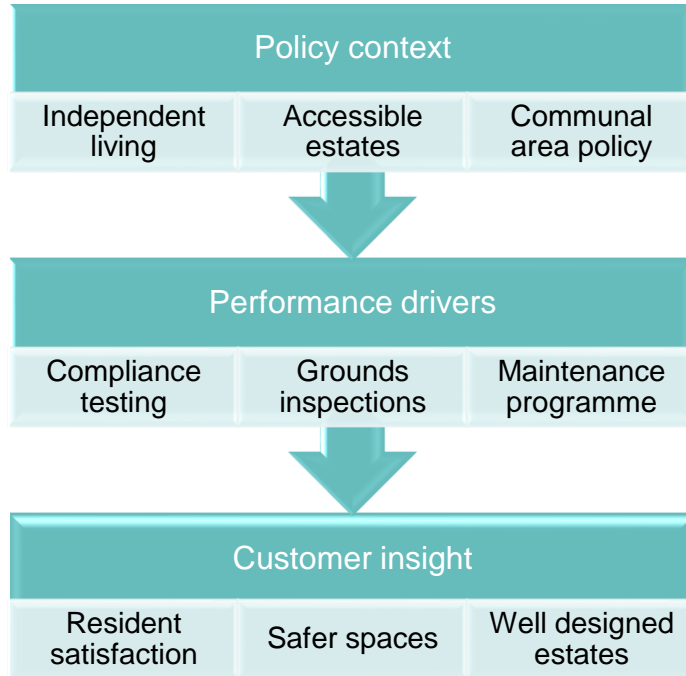 Policy context
Independent
living
Accessible
estates
Communal
area policy
Performance drivers
Compliance
testing
Grounds
inspections
Maintenance
programme
Customer insight
Resident
satisfaction
Safer spaces
Well designed
estates